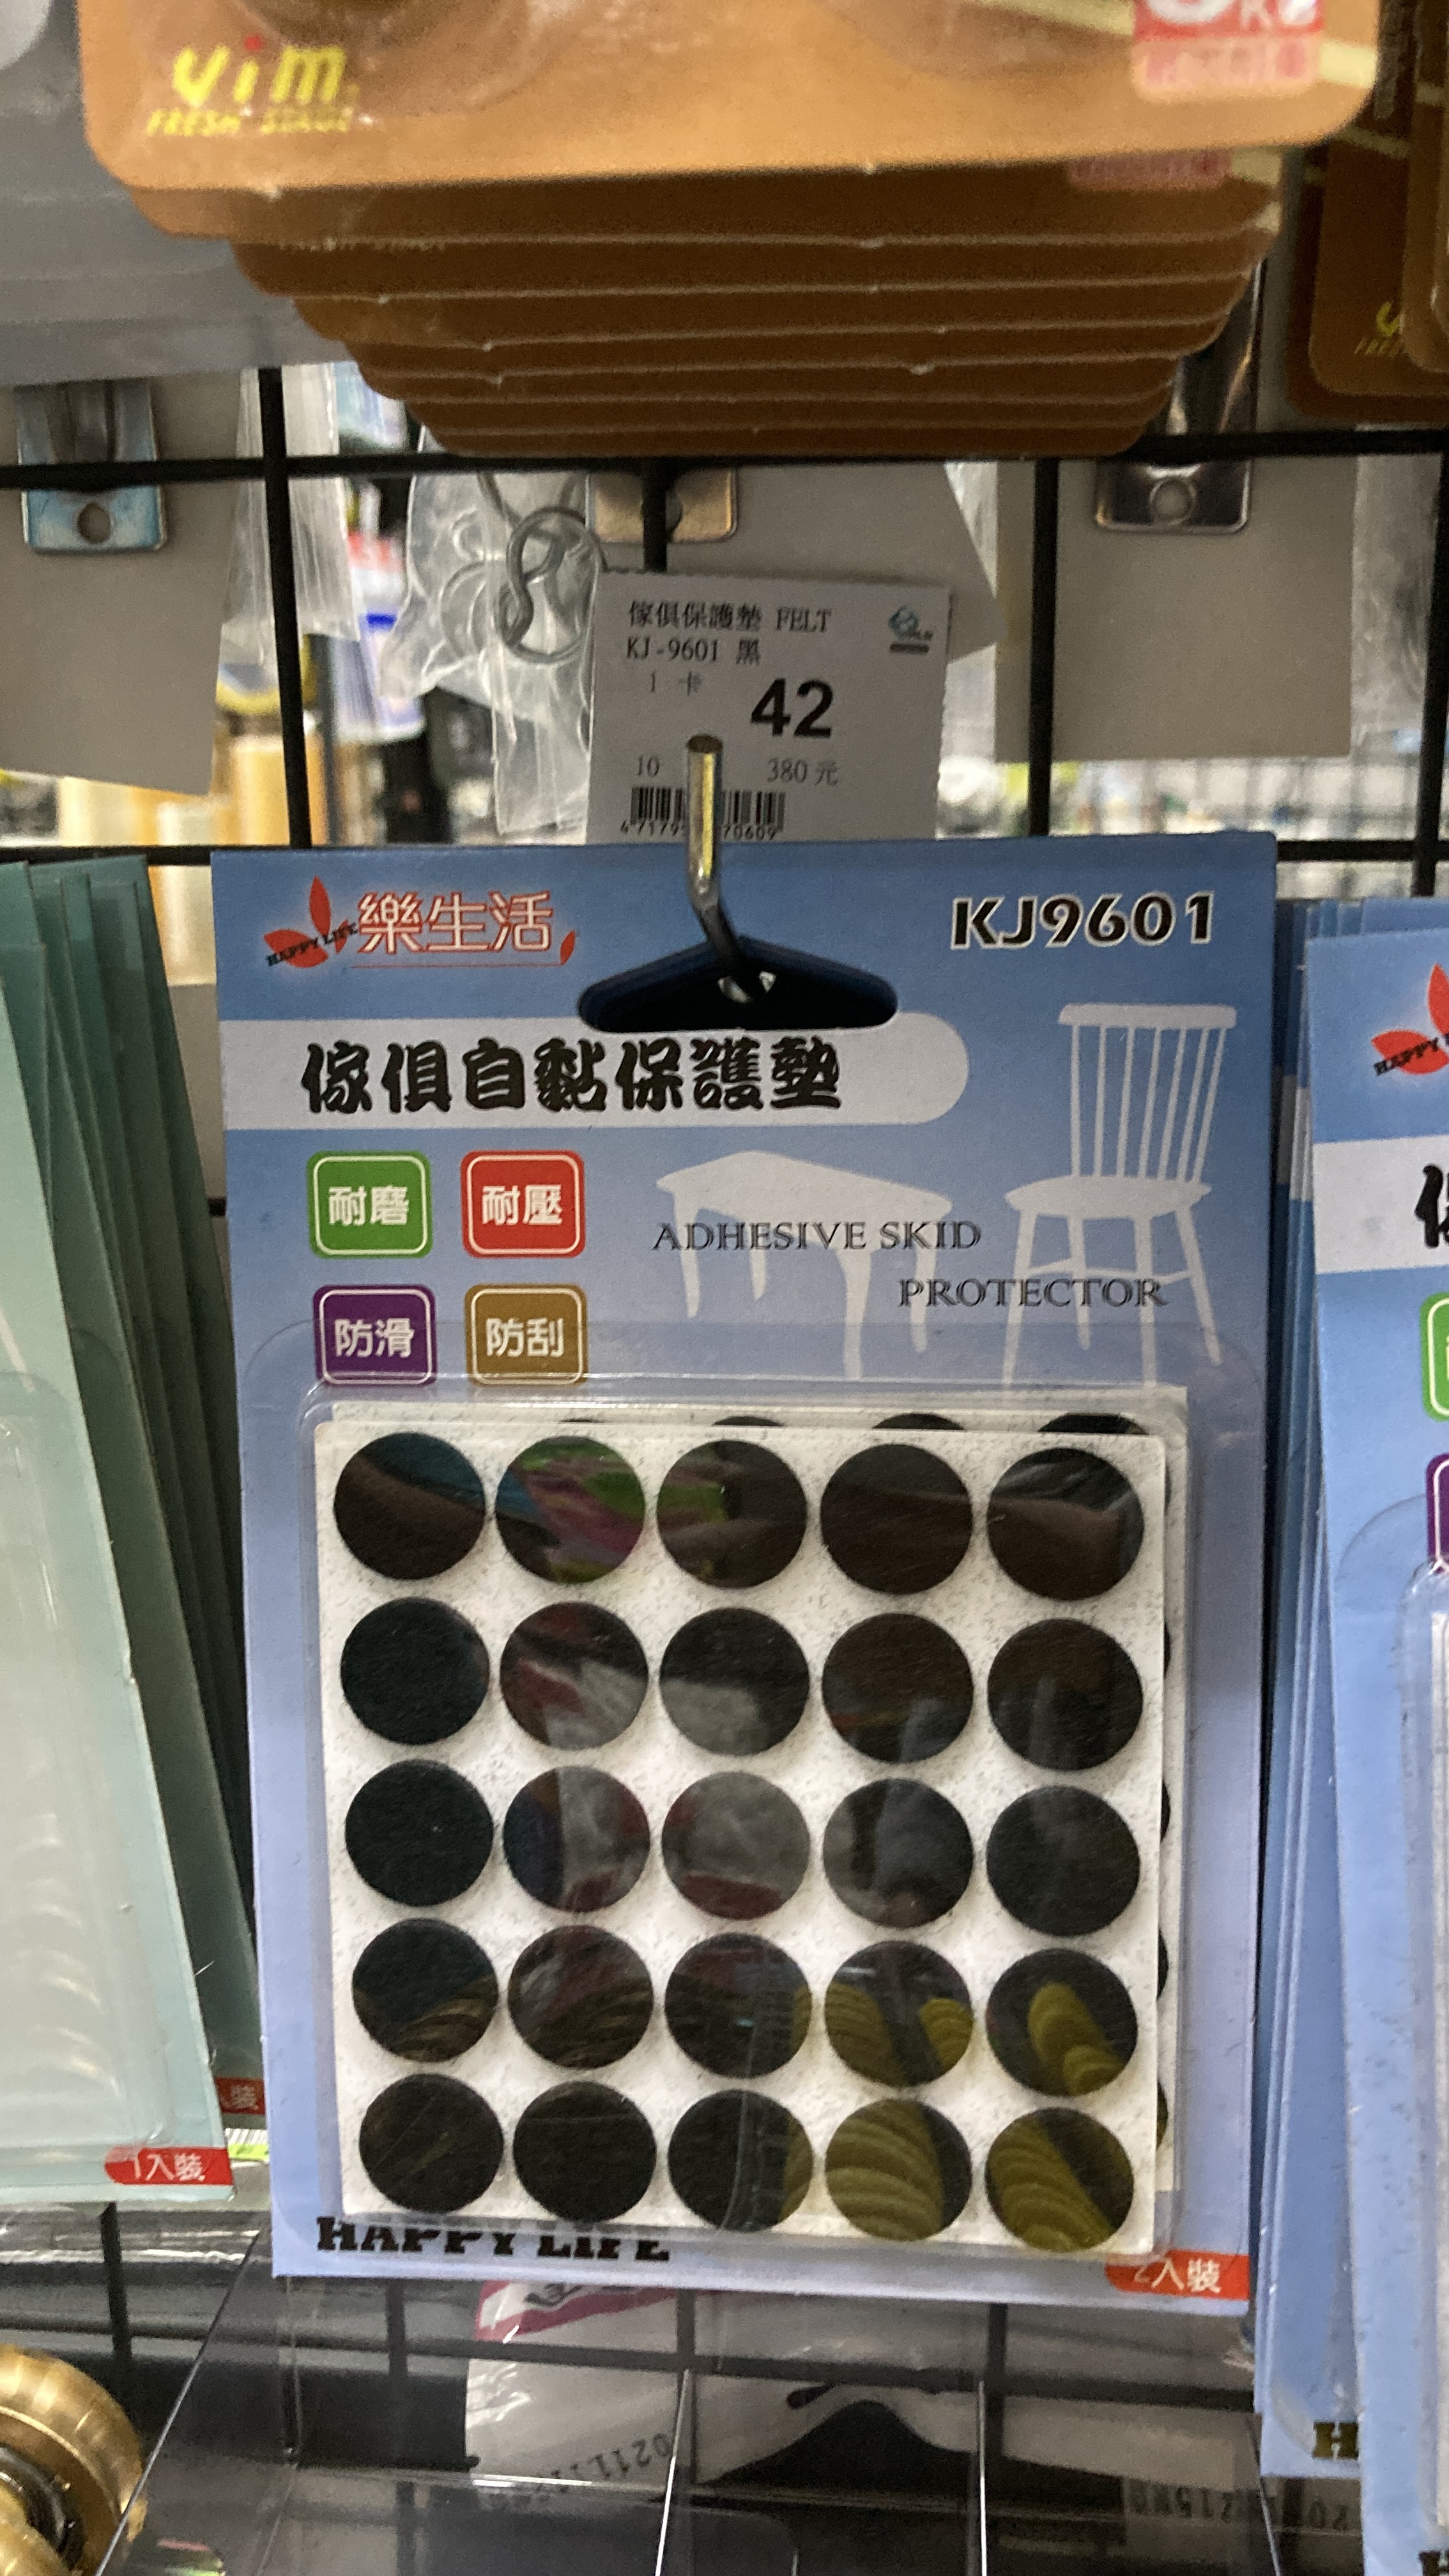 vim
FRESH STAGE
傢俱保護墊 FELT
KJ-9601 黑
1 卡
42
10
380 元
HAPPY LIFE 樂生活
KJ9601
傢俱自黏保護墊
耐磨
耐壓
ADHESIVE SKID
PROTECTOR
防滑
防刮
1入裝
HAPPY LIFE
2入裝